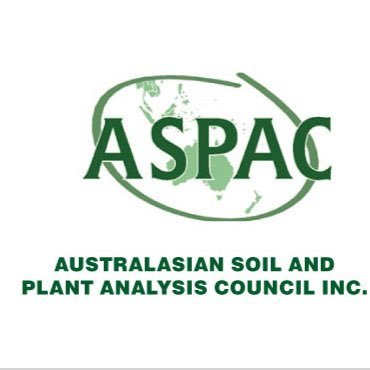 ASPAC
AUSTRALASIAN SOIL AND
PLANT ANALYSIS COUNCIL INC.